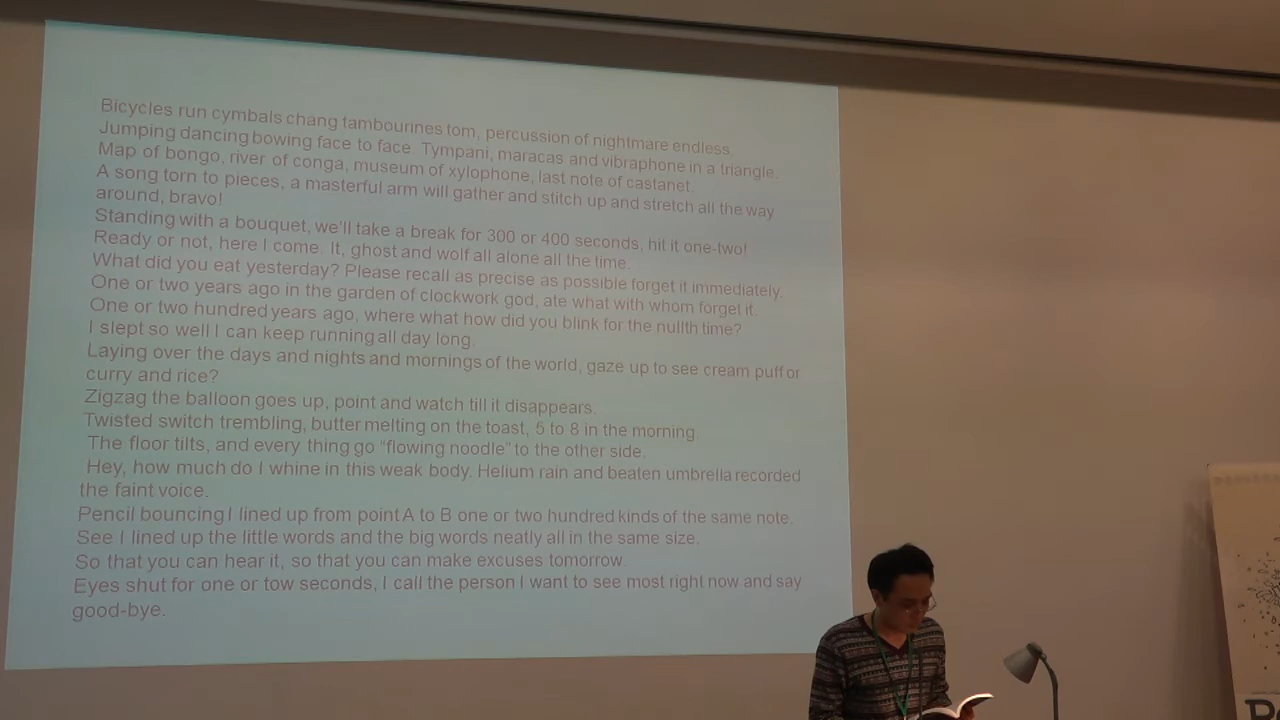 Bicycles run cymbals chang tambourines tom, percussion of nightmare endless,
Jumping dancing bowing face to face. Tympani, maracas and vibraphone in a triangle.
Map of bongo, river of conga, museum of xylophone, last note of castanet.
A song torn to pieces, a masterful arm will gather and stitch up and stretch all the way
around, bravo!
Standing with a bouquet, we'll take a break for 300 or 400 seconds, hit it one-two!
Ready or not, here I come. It, ghost and wolf all alone all the time.
What did you eat yesterday? Please recall as precise as possible forget it immediately.
One or two years ago in the garden of clockwork god, ate what with whom forget it.
One or two hundred years ago, where what how did you blink for the nullth time?
I slept so well I can keep running all day long.
Laying over the days and nights and mornings of the world, gaze up to see cream puff or
curry and rice?
Zigzag the balloon goes up, point and watch till it disappears.
Twisted switch trembling, butter melting on the toast, 5 to 8 in the morning.
The floor tilts, and every thing go “flowing noodle” to the other side.
Hey, how much do I whine in this weak body. Helium rain and beaten umbrella recorded
the faint voice.
Pencil bouncing I lined up from point A to B one or two hundred kinds of the same note.
See I lined up the little words and the big words neatly all in the same size.
So that you can hear it, so that you can make excuses tomorrow.
Eyes shut for one or tow seconds, I call the person I want to see most right now and say
good-bye.